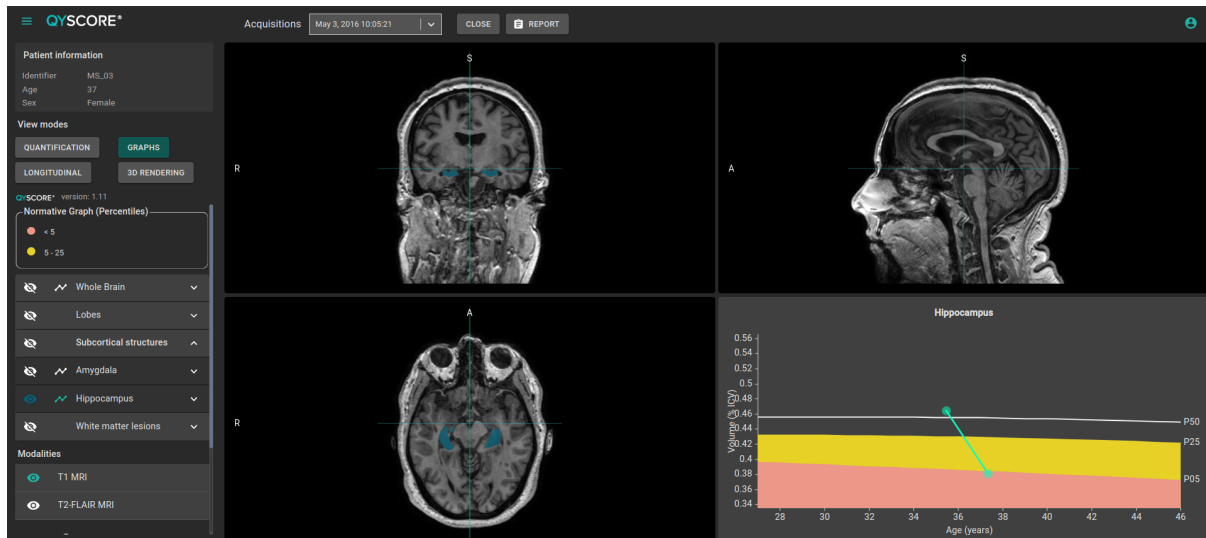 QYSCORE®
Acquisitions
May 3, 2016 10:05:21
CLOSE
REPORT
Patient information
Identifier MS_03
Age 37
Sex Female
View modes
QUANTIFICATION
GRAPHS
LONGITUDINAL
3D RENDERING
QYSCORE® version: 1.11
Normative Graph (Percentiles)
< 5
5 - 25
Whole Brain
Lobes
Subcortical structures
Amygdala
Hippocampus
White matter lesions
Modalities
T1 MRI
T2-FLAIR MRI
S
R
S
A
A
R
Hippocampus
Volume (% ICV)
0.56
0.54
0.52
0.5
0.48
0.46
0.44
0.42
0.4
0.38
0.36
0.34
P50
P25
P05
28 30 32 34 36 38 40 42 44 46
Age (years)